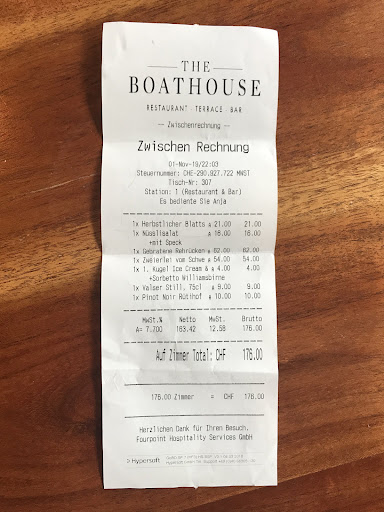 THE
BOATHOUSE
RESTAURANT TERRACE BAR
-- Zwischenrechnung --
Zwischen Rechnung
01-Nov-19/22:03
Steuernummer: CHE-290.927.722 MWST
Tisch-Nr: 307
Station: 1 (Restaurant & Bar)
Es bediente Sie Anja
1x Herbstlicher Blatts A 21.00 21.00
1x Nüsslisalat A 16.00 16.00
+mit Speck
1x Gebratene Rehrücken A 62.00 62.00
1x Zweierlei vom Schwe A 54.00 54.00
1x 1. Kugel Ice Cream & A 4.00 4.00
+Sorbetto Williamsbirne
1x Valser Still, 75cl A 9.00 9.00
1x Pinot Noir Rütihof A 10.00 10.00
MwSt.% Netto MwSt. Brutto
A= 7.700 163.42 12.58 176.00
Auf Zimmer Total: CHF 176.00
176.00 Zimmer = CHF 176.00
Herzlichen Dank für Ihren Besuch.
Fourpoint Hospitality Services GmbH
Hypersoft